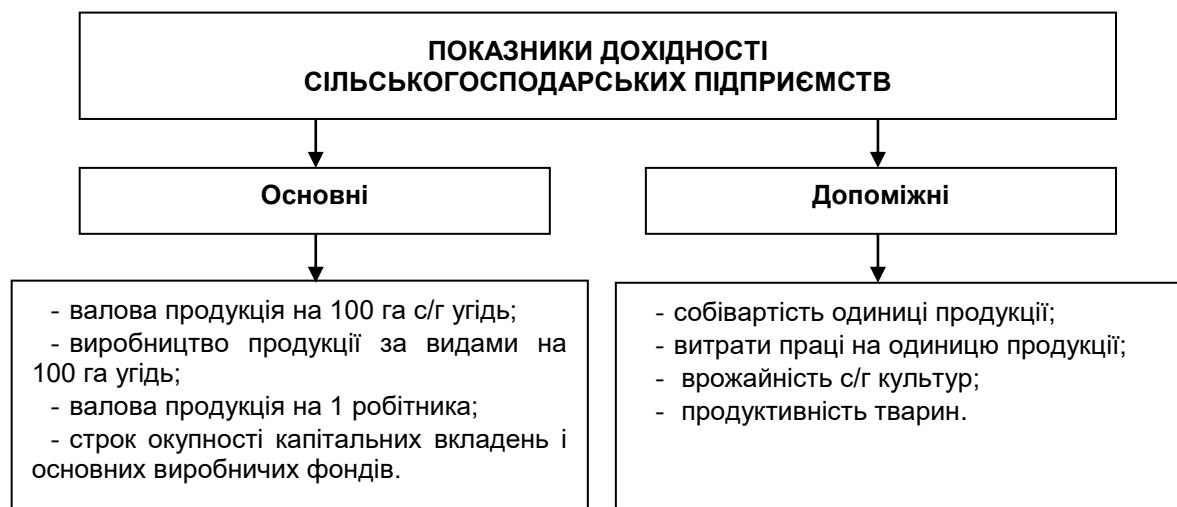 ПОКАЗНИКИ ДОХІДНОСТІ
СІЛЬСЬКОГОСПОДАРСЬКИХ ПІДПРИЄМСТВ
Основні
Допоміжні
- валова продукція на 100 га с/г угідь;
- виробництво продукції за видами на
100 га угідь;
- валова продукція на 1 робітника;
- строк окупності капітальних вкладень і
основних виробничих фондів.
- собівартість одиниці продукції;
- витрати праці на одиницю продукції;
- врожайність с/г культур;
- продуктивність тварин.